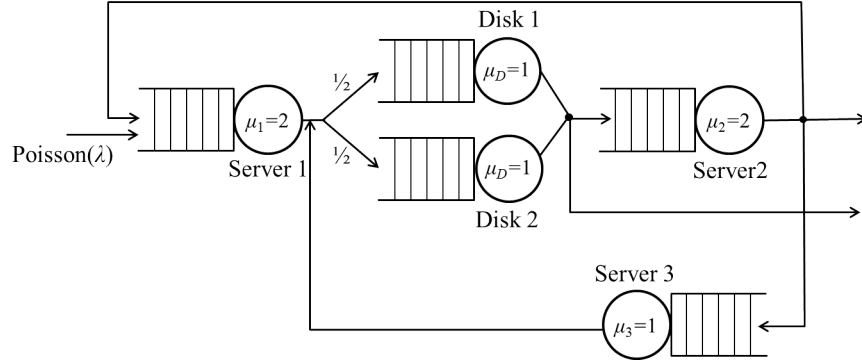 Disk 1
μD=1
½
μ1=2
Server 1
Poisson(λ)
½
μD=1
Disk 2
μ2=2
Server2
Server 3
μ3=1